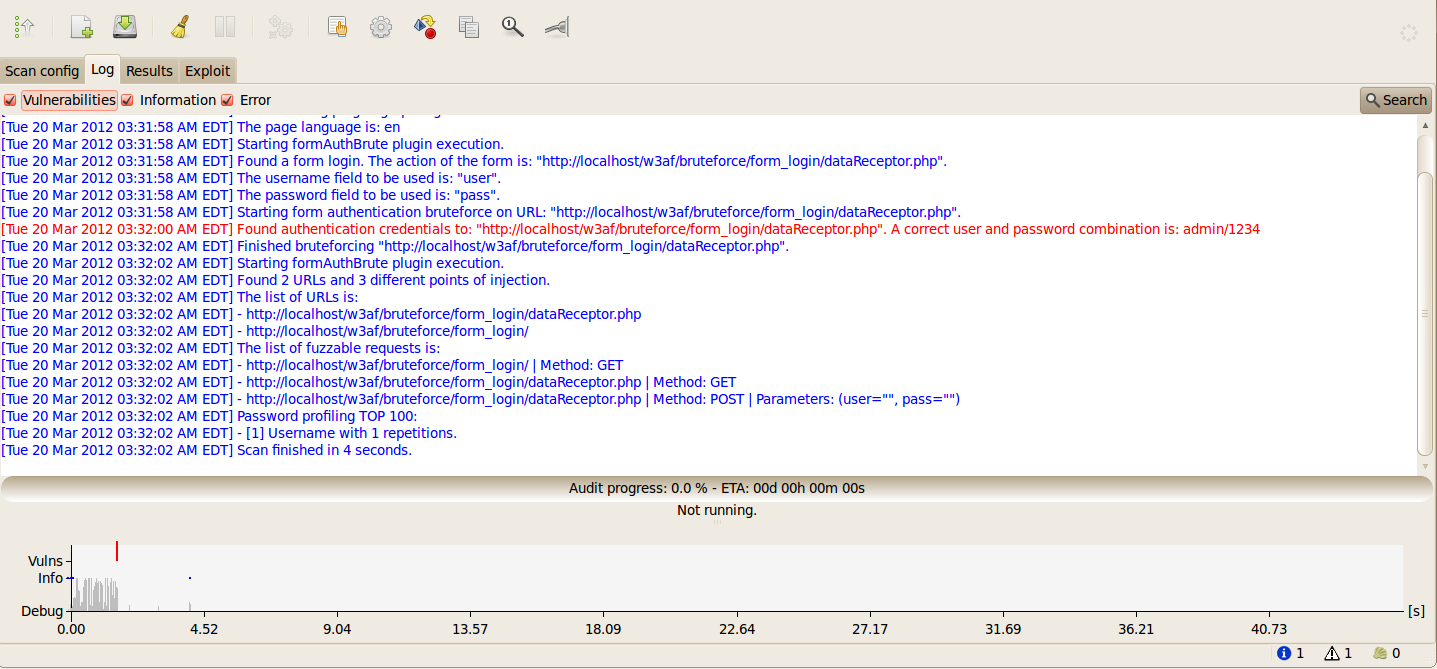 Scan config Log Results Exploit
Vulnerabilities Information Error Search
[Tue 20 Mar 2012 03:31:58 AM EDT] The page language is: en
[Tue 20 Mar 2012 03:31:58 AM EDT] Starting formAuthBrute plugin execution.
[Tue 20 Mar 2012 03:31:58 AM EDT] Found a form login. The action of the form is: "http://localhost/w3af/bruteforce/form_login/dataReceptor.php".
[Tue 20 Mar 2012 03:31:58 AM EDT] The username field to be used is: "user".
[Tue 20 Mar 2012 03:31:58 AM EDT] The password field to be used is: "pass".
[Tue 20 Mar 2012 03:31:58 AM EDT] Starting form authentication bruteforce on URL: "http://localhost/w3af/bruteforce/form_login/dataReceptor.php".
[Tue 20 Mar 2012 03:32:00 AM EDT] Found authentication credentials to: "http://localhost/w3af/bruteforce/form_login/dataReceptor.php". A correct user and password combination is: admin/1234
[Tue 20 Mar 2012 03:32:02 AM EDT] Finished bruteforcing "http://localhost/w3af/bruteforce/form_login/dataReceptor.php".
[Tue 20 Mar 2012 03:32:02 AM EDT] Starting formAuthBrute plugin execution.
[Tue 20 Mar 2012 03:32:02 AM EDT] Found 2 URLs and 3 different points of injection.
[Tue 20 Mar 2012 03:32:02 AM EDT] The list of URLs is:
[Tue 20 Mar 2012 03:32:02 AM EDT] - http://localhost/w3af/bruteforce/form_login/dataReceptor.php
[Tue 20 Mar 2012 03:32:02 AM EDT] - http://localhost/w3af/bruteforce/form_login/
[Tue 20 Mar 2012 03:32:02 AM EDT] The list of fuzzable requests is:
[Tue 20 Mar 2012 03:32:02 AM EDT] - http://localhost/w3af/bruteforce/form_login/ | Method: GET
[Tue 20 Mar 2012 03:32:02 AM EDT] - http://localhost/w3af/bruteforce/form_login/dataReceptor.php | Method: GET
[Tue 20 Mar 2012 03:32:02 AM EDT] - http://localhost/w3af/bruteforce/form_login/dataReceptor.php | Method: POST | Parameters: (user="", pass="")
[Tue 20 Mar 2012 03:32:02 AM EDT] Password profiling TOP 100:
[Tue 20 Mar 2012 03:32:02 AM EDT] - [1] Username with 1 repetitions.
[Tue 20 Mar 2012 03:32:02 AM EDT] Scan finished in 4 seconds.
Audit progress: 0.0 % - ETA: 00d 00h 00m 00s
Not running.
Vulns
Info
Debug
[s]
0.00 4.52 9.04 13.57 18.09 22.64 27.17 31.69 36.21 40.73
1 1 0